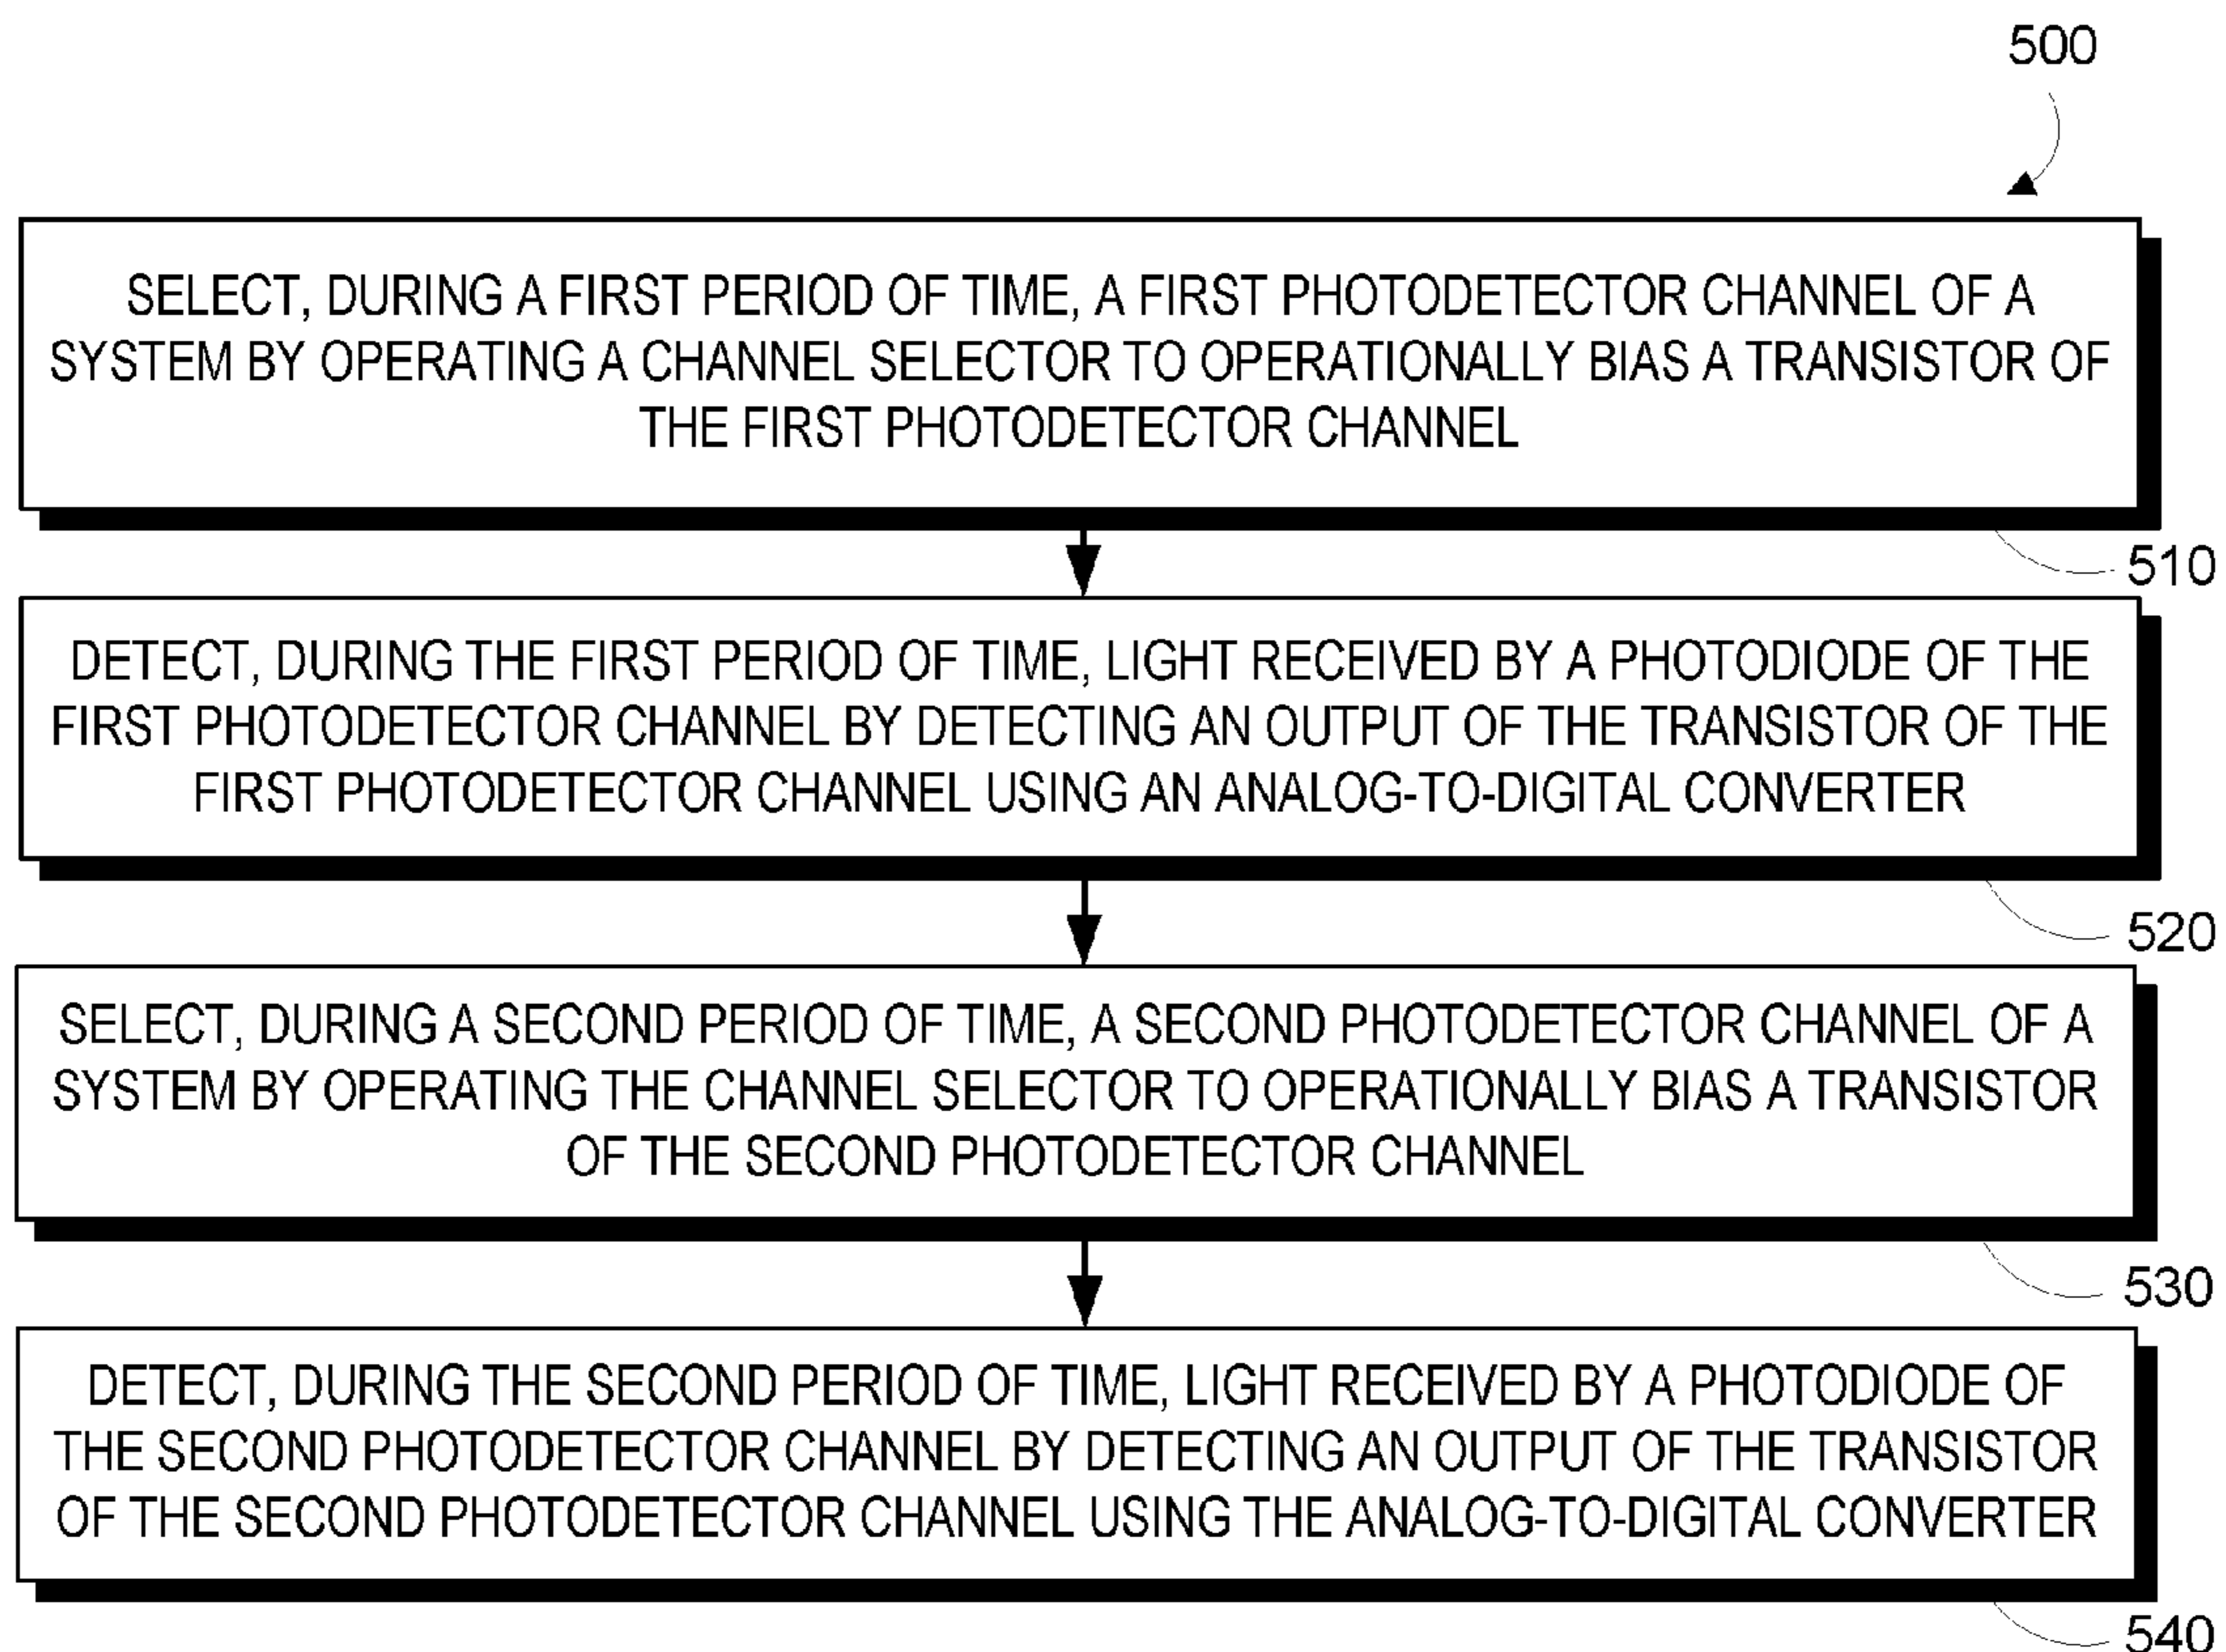 500
SELECT, DURING A FIRST PERIOD OF TIME, A FIRST PHOTODETECTOR CHANNEL OF A
SYSTEM BY OPERATING A CHANNEL SELECTOR TO OPERATIONALLY BIAS A TRANSISTOR OF
THE FIRST PHOTODETECTOR CHANNEL
510
DETECT, DURING THE FIRST PERIOD OF TIME, LIGHT RECEIVED BY A PHOTODIODE OF THE
FIRST PHOTODETECTOR CHANNEL BY DETECTING AN OUTPUT OF THE TRANSISTOR OF THE
FIRST PHOTODETECTOR CHANNEL USING AN ANALOG-TO-DIGITAL CONVERTER
520
SELECT, DURING A SECOND PERIOD OF TIME, A SECOND PHOTODETECTOR CHANNEL OF A
SYSTEM BY OPERATING THE CHANNEL SELECTOR TO OPERATIONALLY BIAS A TRANSISTOR
OF THE SECOND PHOTODETECTOR CHANNEL
530
DETECT, DURING THE SECOND PERIOD OF TIME, LIGHT RECEIVED BY A PHOTODIODE OF
THE SECOND PHOTODETECTOR CHANNEL BY DETECTING AN OUTPUT OF THE TRANSISTOR
OF THE SECOND PHOTODETECTOR CHANNEL USING THE ANALOG-TO-DIGITAL CONVERTER
540